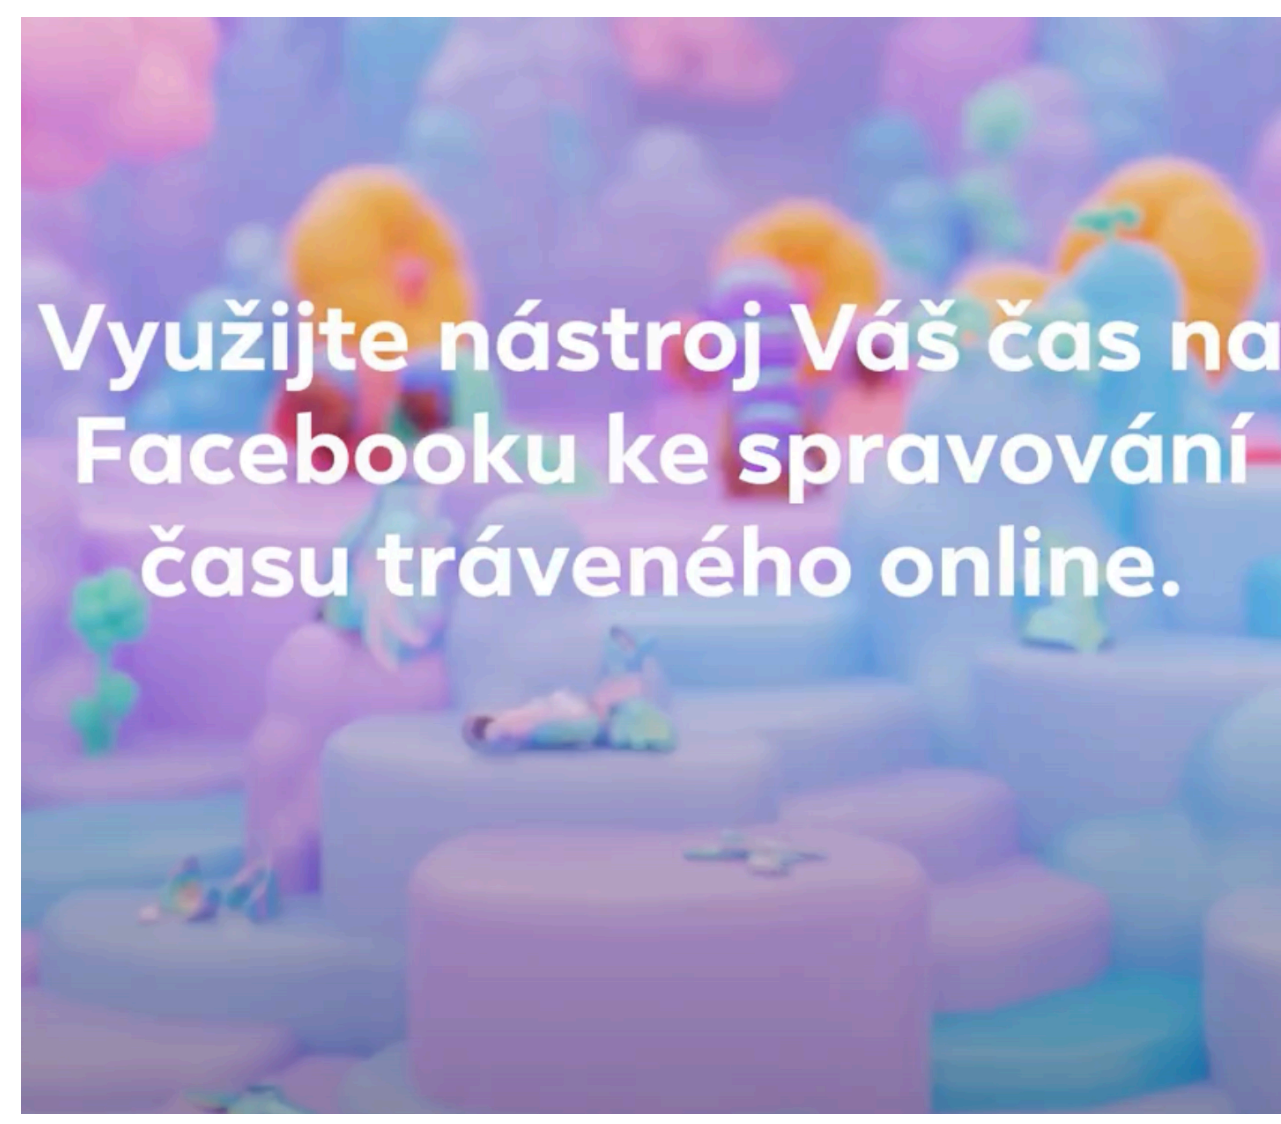 Využijte nástroj Váš čas na
Facebooku ke spravování
času tráveného online.